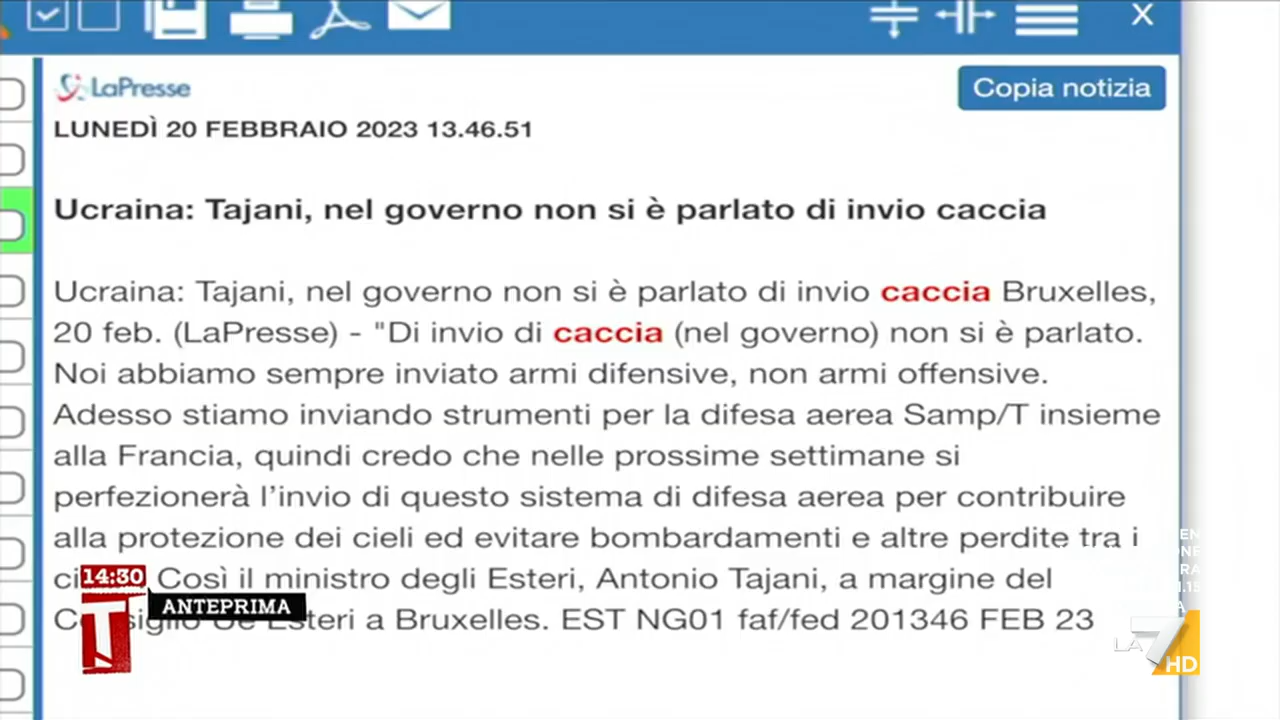 LaPresse
Copia notizia
X
LUNEDÌ 20 FEBBRAIO 2023 13.46.51
Ucraina: Tajani, nel governo non si è parlato di invio caccia
Ucraina: Tajani, nel governo non si è parlato di invio caccia Bruxelles,
20 feb. (LaPresse) - "Di invio di caccia (nel governo) non si è parlato.
Noi abbiamo sempre inviato armi difensive, non armi offensive.
Adesso stiamo inviando strumenti per la difesa aerea Samp/T insieme
alla Francia, quindi credo che nelle prossime settimane si
perfezionerà l'invio di questo sistema di difesa aerea per contribuire
alla protezione dei cieli ed evitare bombardamenti e altre perdite tra i
Così il ministro degli Esteri, Antonio Tajani, a margine del
Esteri a Bruxelles. EST NG01 faf/fed 201346 FEB 23
14:30
T
ANTEPRIMA
LA7
HD